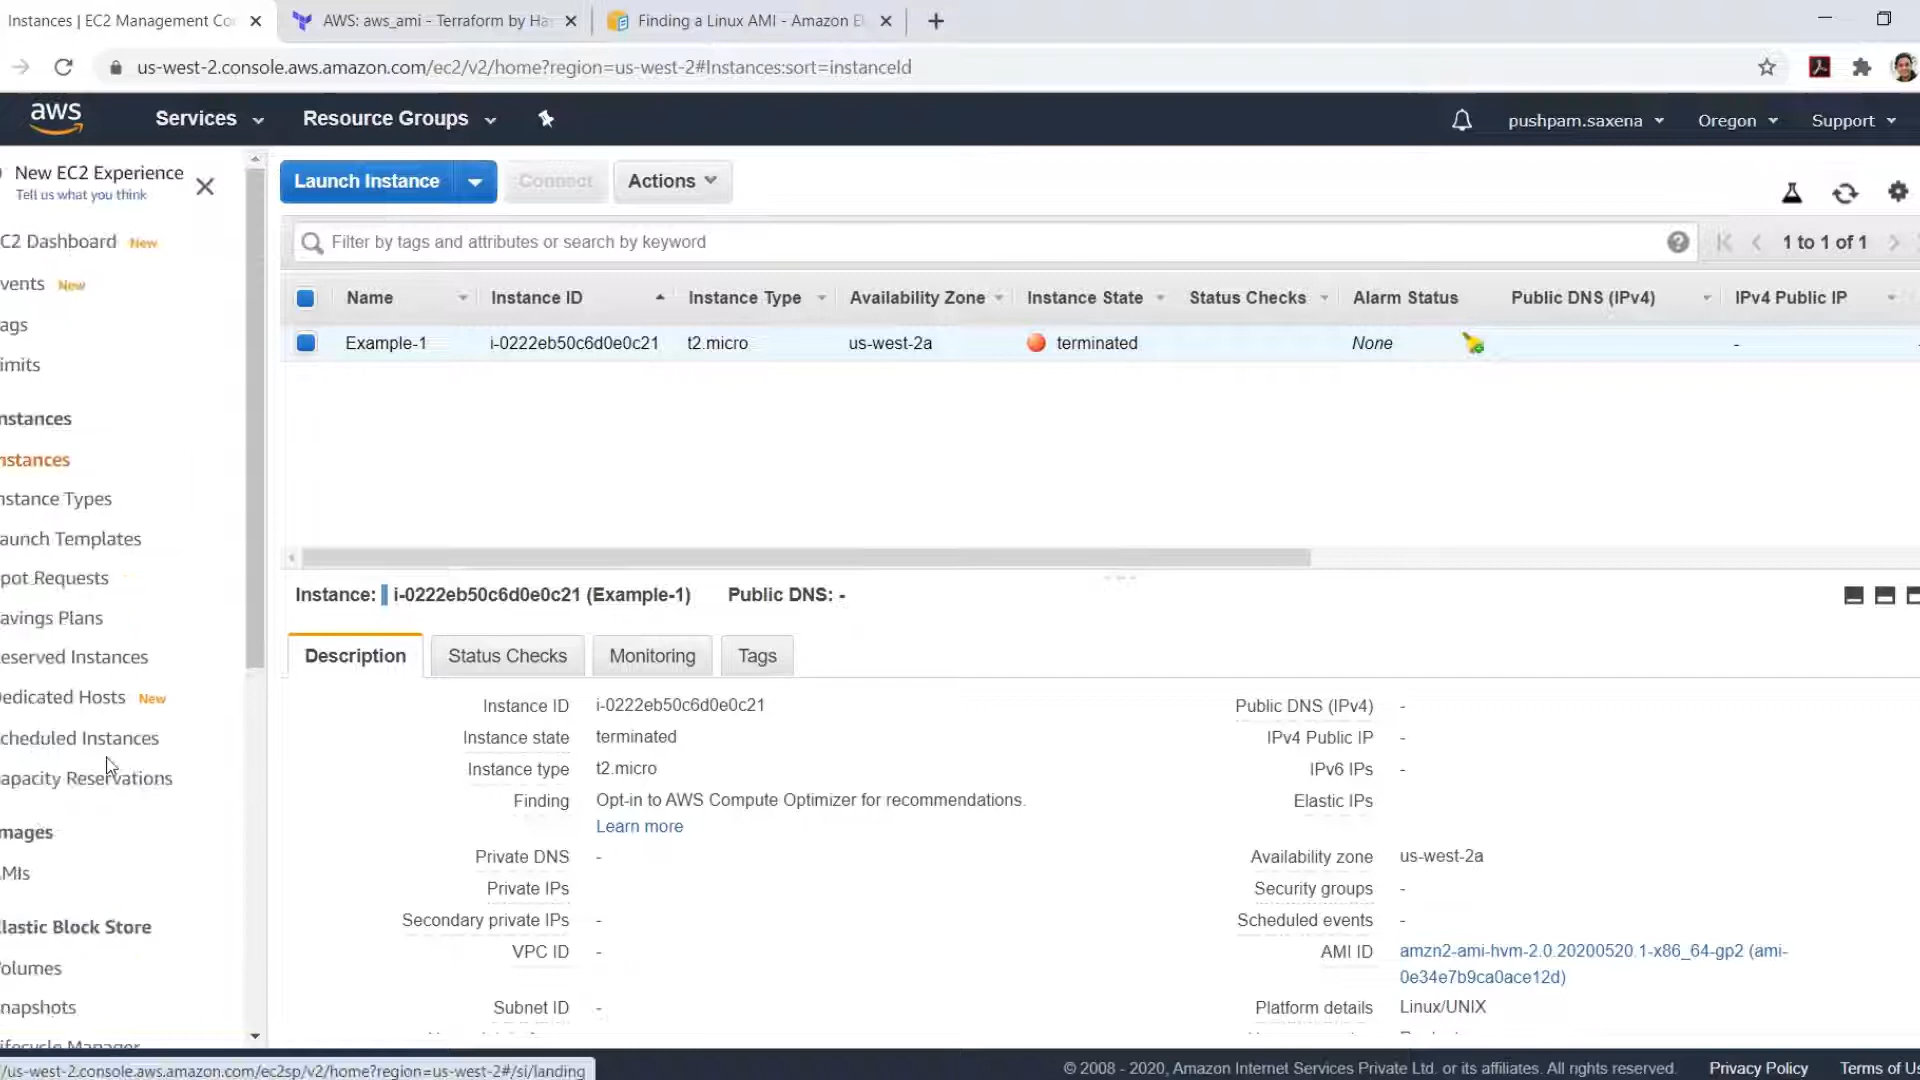 Instances | EC2 Management Co
AWS: aws_ami - Terraform by Ha
Finding a Linux AMI - Amazon E
us-west-2.console.aws.amazon.com/ec2/v2/home?region=us-west-2#Instances:sort=instanceId
aws
Services
Resource Groups
pushpam.saxena
Oregon
Support
New EC2 Experience
Tell us what you think
Launch Instance
Connect
Actions
C2 Dashboard New
vents New
ags
imits
nstances
nstances
nstance Types
aunch Templates
pot Requests
avings Plans
eserved Instances
edicated Hosts New
cheduled Instances
apacity Reservations
mages
MIs
lastic Block Store
olumes
napshots
ifecycle Manager
Filter by tags and attributes or search by keyword
1 to 1 of 1
Name Instance ID Instance Type Availability Zone Instance State Status Checks Alarm Status Public DNS (IPv4) IPv4 Public IP
Example-1 i-0222eb50c6d0e0c21 t2.micro us-west-2a terminated None -
Instance: i-0222eb50c6d0e0c21 (Example-1) Public DNS: -
Description
Status Checks
Monitoring
Tags
Instance ID i-0222eb50c6d0e0c21
Instance state terminated
Instance type t2.micro
Finding Opt-in to AWS Compute Optimizer for recommendations.
Learn more
Private DNS -
Private IPs
Secondary private IPs -
VPC ID -
Subnet ID -
Public DNS (IPv4) -
IPv4 Public IP -
IPv6 IPs -
Elastic IPs
Availability zone us-west-2a
Security groups -
Scheduled events -
AMI ID amzn2-ami-hvm-2.0.20200520.1-x86_64-gp2 (ami-
0e34e7b9ca0ace12d)
Platform details Linux/UNIX
/us-west-2.console.aws.amazon.com/ec2sp/v2/home?region=us-west-2#/si/landing
© 2008 - 2020, Amazon Internet Services Private Ltd. or its affiliates. All rights reserved.
Privacy Policy
Terms of Us